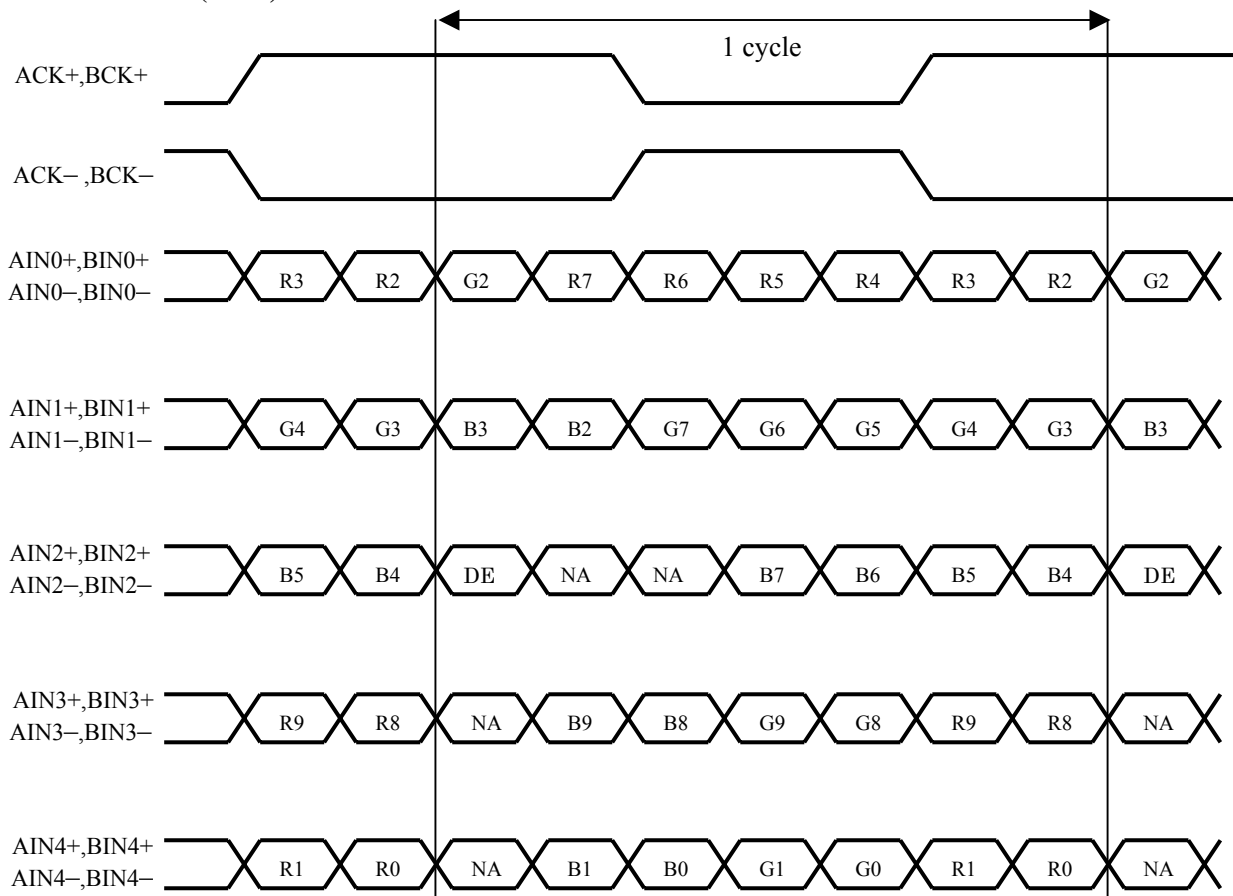 1 cycle
ACK+,BCK+
ACK−,BCK−
AIN0+,BIN0+
AIN0−,BIN0−
R3 R2 G2 R7 R6 R5 R4 R3 R2 G2
AIN1+,BIN1+
AIN1−,BIN1−
G4 G3 B3 B2 G7 G6 G5 G4 G3 B3
AIN2+,BIN2+
AIN2−,BIN2−
B5 B4 DE NA NA B7 B6 B5 B4 DE
AIN3+,BIN3+
AIN3−,BIN3−
R9 R8 NA B9 B8 G9 G8 R9 R8 NA
AIN4+,BIN4+
AIN4−,BIN4−
R1 R0 NA B1 B0 G1 G0 R1 R0 NA